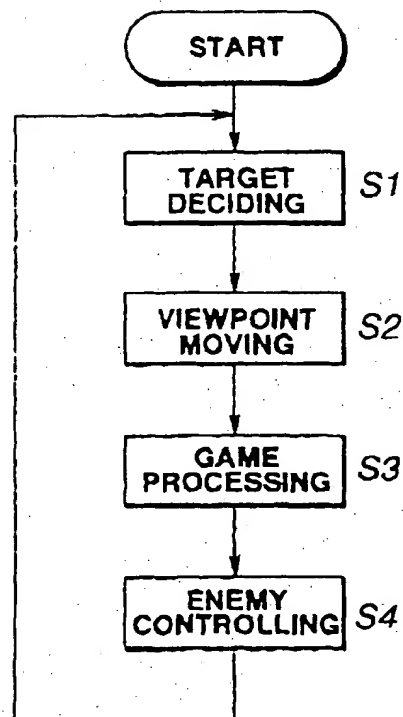 START
TARGET
DECIDING
S1
VIEWPOINT
MOVING
S2
GAME
PROCESSING
S3
ENEMY
CONTROLLING
S4